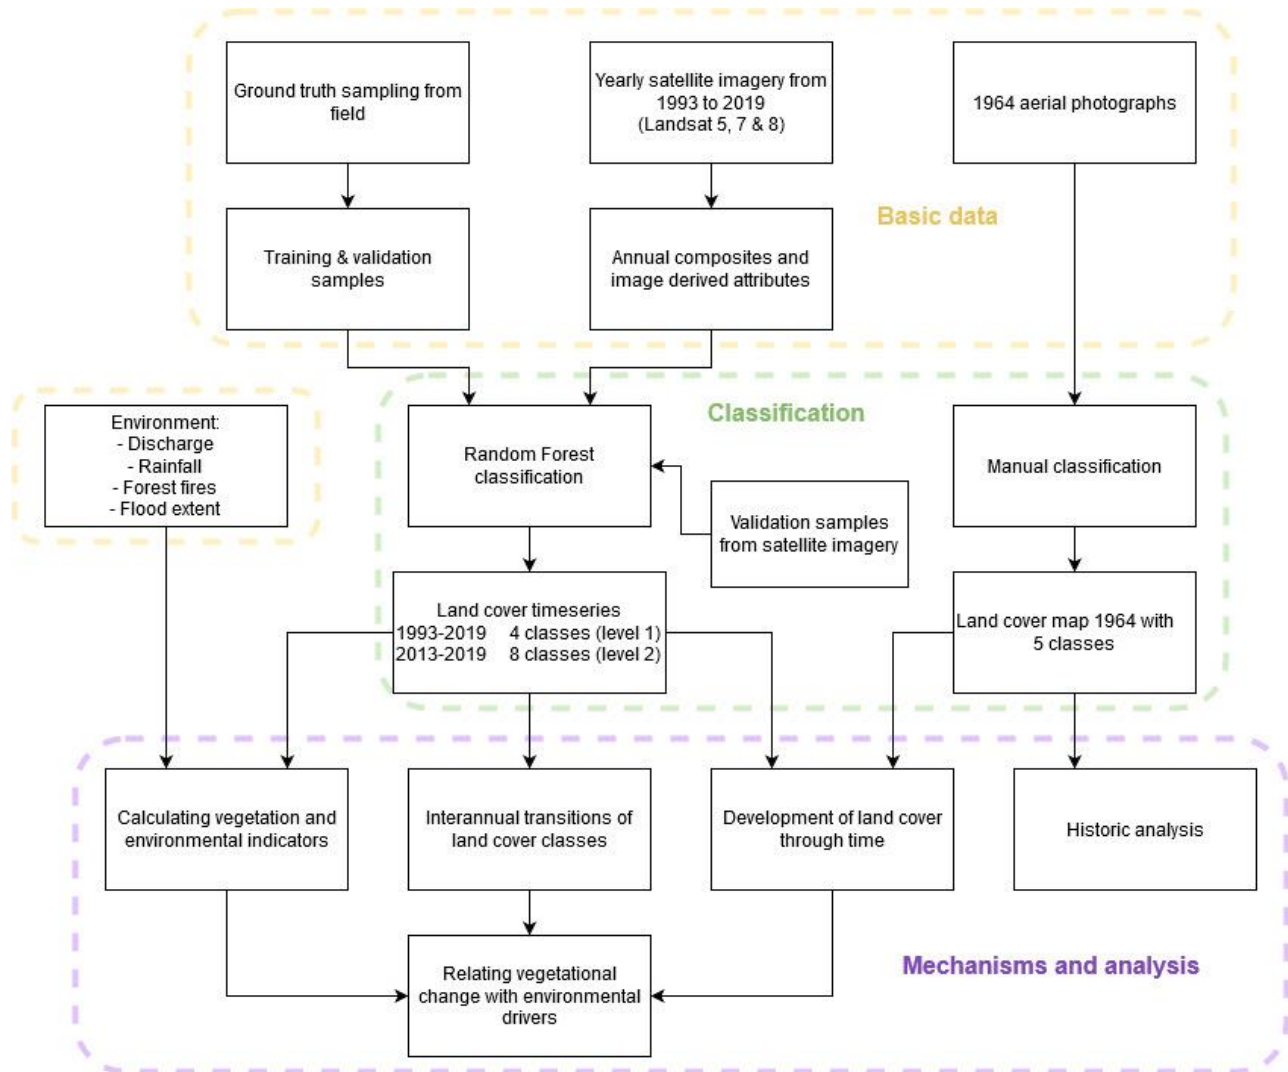 Ground truth sampling from
field
Yearly satellite imagery from
1993 to 2019
(Landsat 5, 7 & 8)
1964 aerial photographs
Basic data
Training & validation
samples
Annual composites and
image derived attributes
Environment:
- Discharge
- Rainfall
- Forest fires
- Flood extent
Classification
Random Forest
classification
Manual classification
Validation samples
from satellite imagery
Land cover timeseries
1993-2019 4 classes (level 1)
2013-2019 8 classes (level 2)
Land cover map 1964 with
5 classes
Calculating vegetation and
environmental indicators
Interannual transitions of
land cover classes
Development of land cover
through time
Historic analysis
Mechanisms and analysis
Relating vegetational
change with environmental
drivers